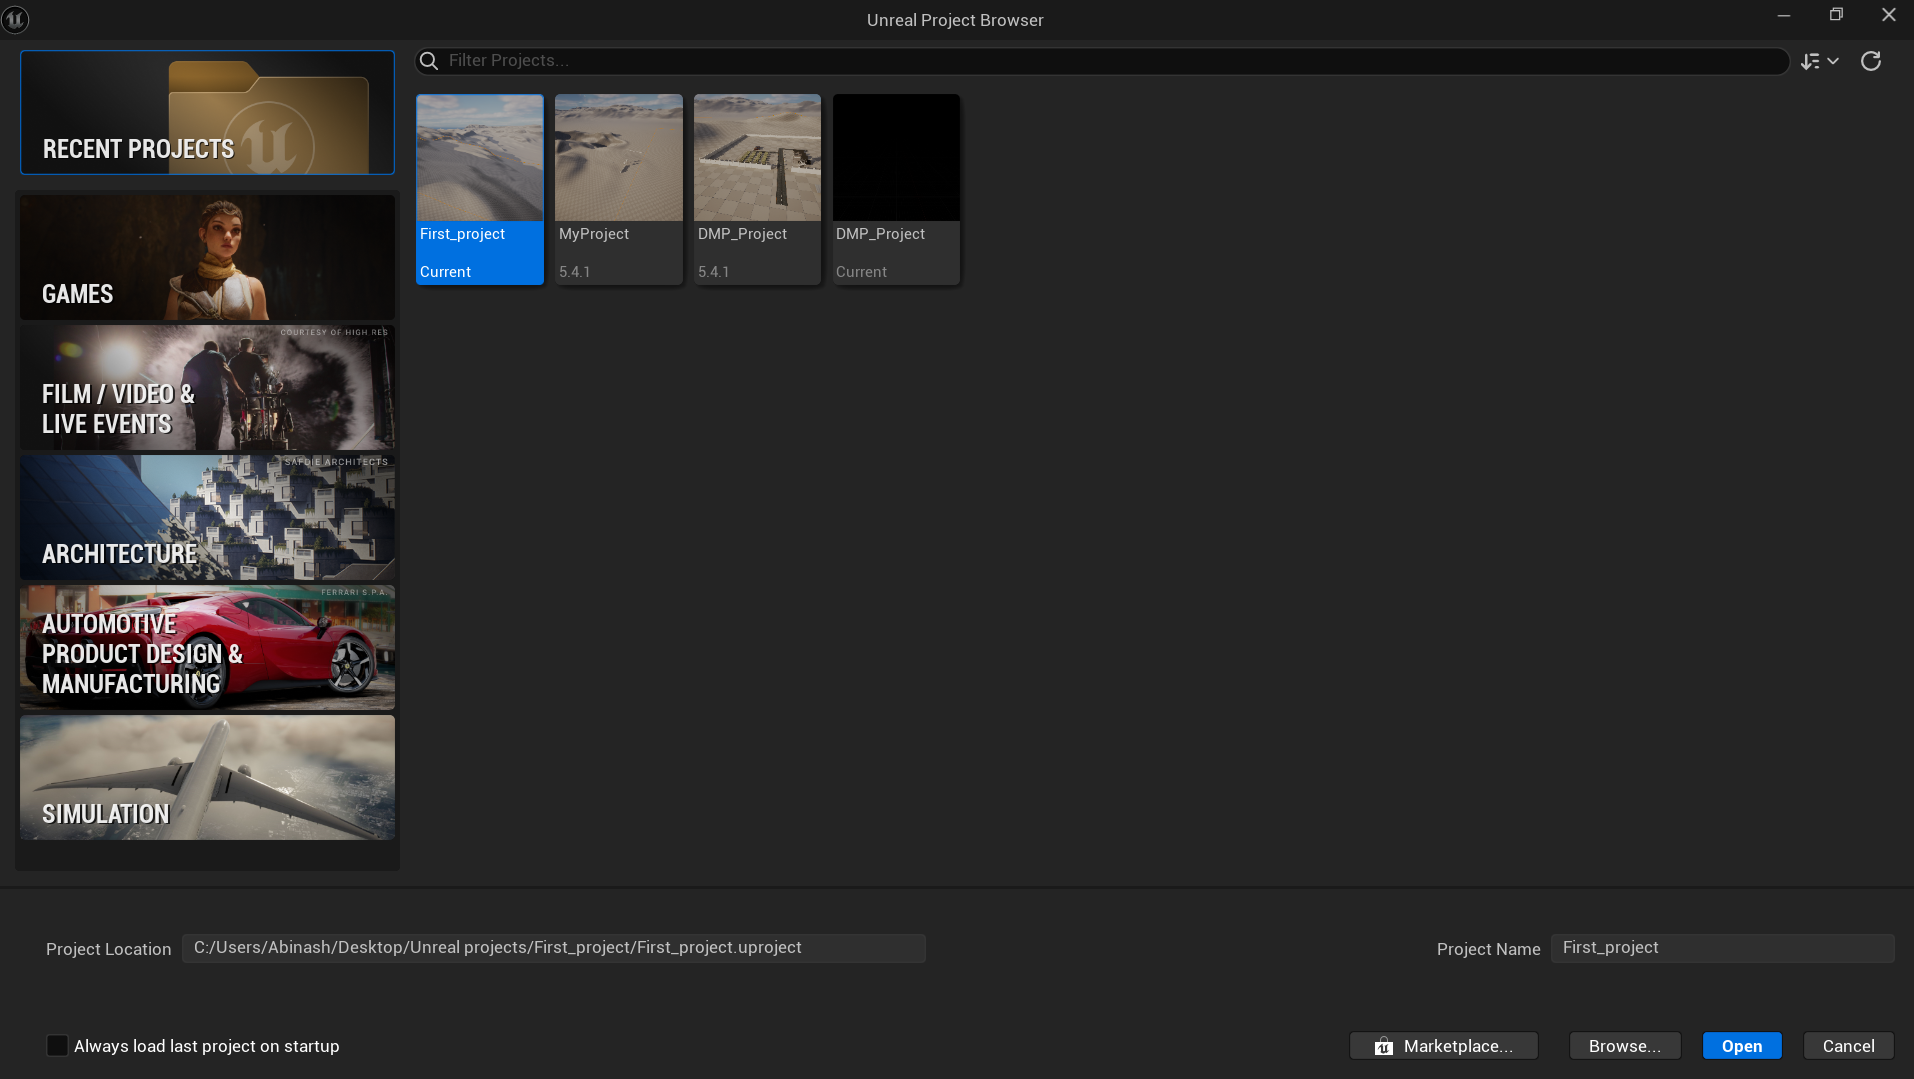 Unreal Project Browser
RECENT PROJECTS
Filter Projects...
First_project
Current
MyProject
5.4.1
DMP_Project
5.4.1
DMP_Project
Current
GAMES
COURTESY OF HIGH RES
FILM / VIDEO &
LIVE EVENTS
SAFDIE ARCHITECTS
ARCHITECTURE
FERRARI S.P.A.
AUTOMOTIVE
PRODUCT DESIGN &
MANUFACTURING
SIMULATION
Project Location
C:/Users/Abinash/Desktop/Unreal projects/First_project/First_project.uproject
Project Name
First_project
Always load last project on startup
Marketplace...
Browse...
Open
Cancel